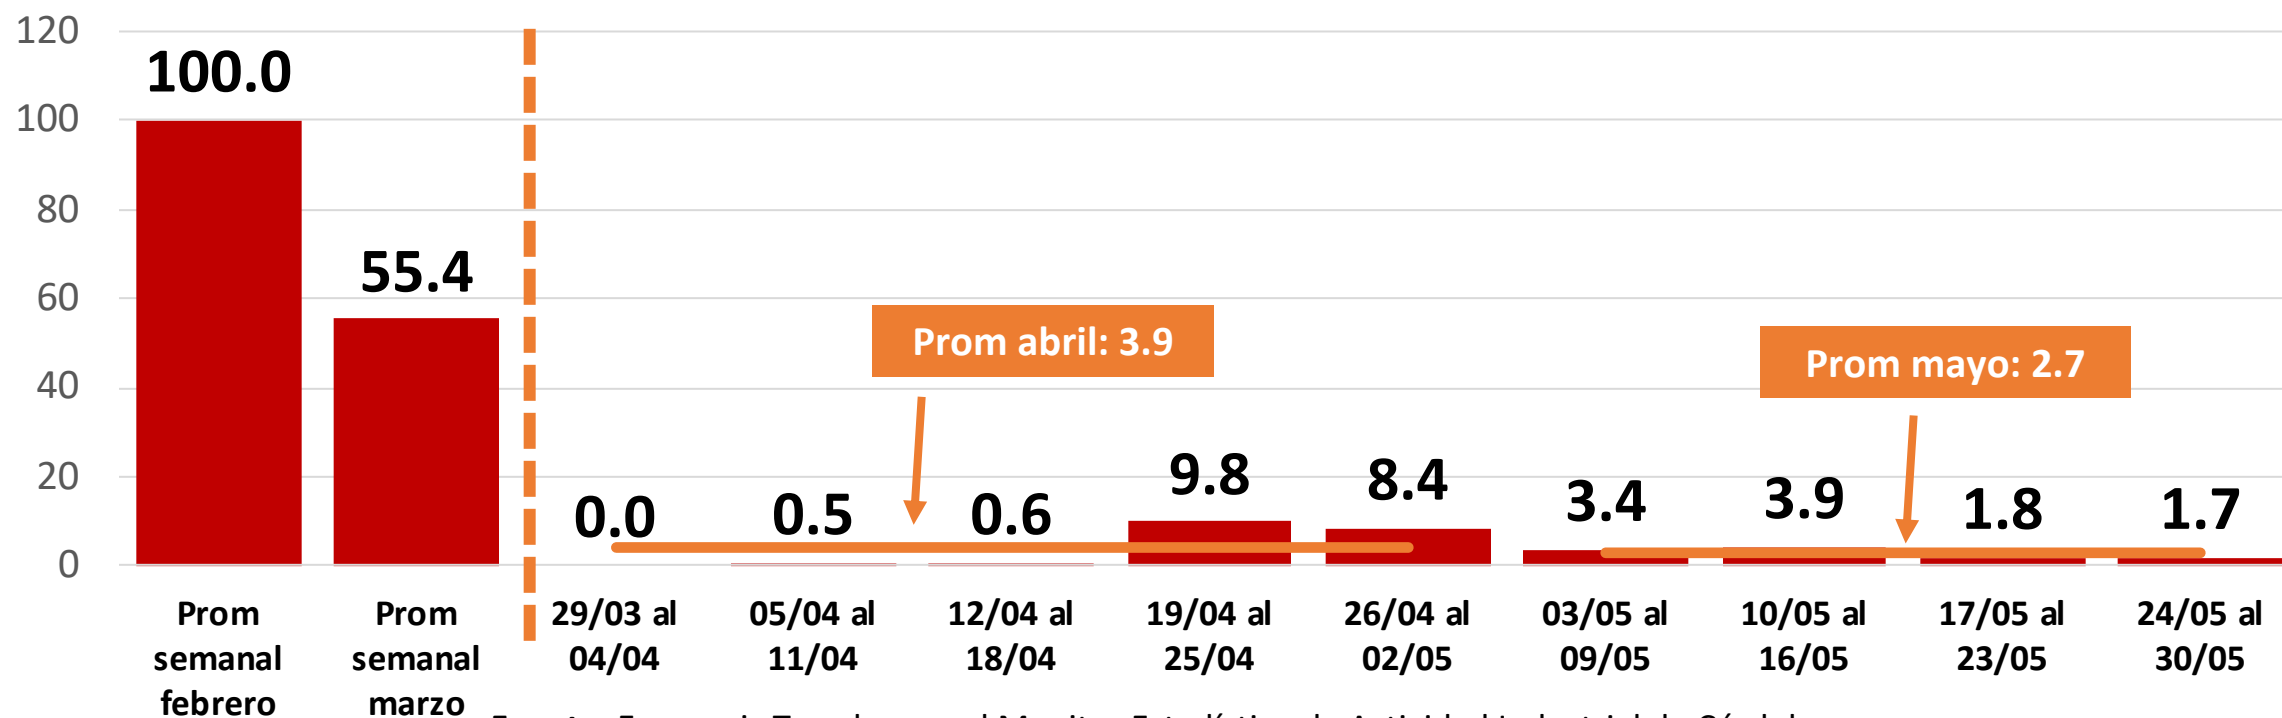 120
100
80
60
40
20
0
100.0
55.4
Prom abril: 3.9
Prom mayo: 2.7
0.0
0.5
0.6
9.8
8.4
3.4
3.9
1.8
1.7
Prom
semanal
febrero
Prom
semanal
marzo
29/03 al
04/04
05/04 al
11/04
12/04 al
18/04
19/04 al
25/04
26/04 al
02/05
03/05 al
09/05
10/05 al
16/05
17/05 al
23/05
24/05 al
30/05